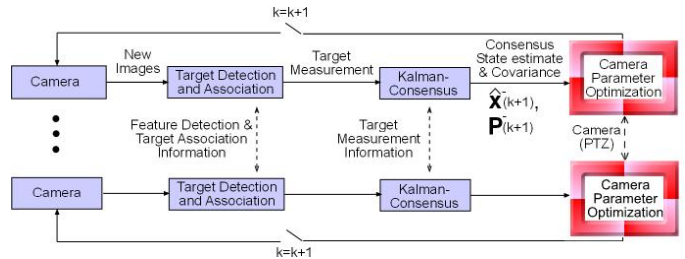 k=k+1
New
Images
Target
Measurement
Consensus
State estimate
& Covariance
Camera
Target Detection
and Association
Kalman-
Consensus
Camera
Parameter
Optimization
x̂⁻(k+1),
P⁻(k+1)
Feature Detection &
Target Association
Information
Target
Measurement
Information
Camera
(PTZ)
Camera
Target Detection
and Association
Kalman-
Consensus
Camera
Parameter
Optimization
k=k+1